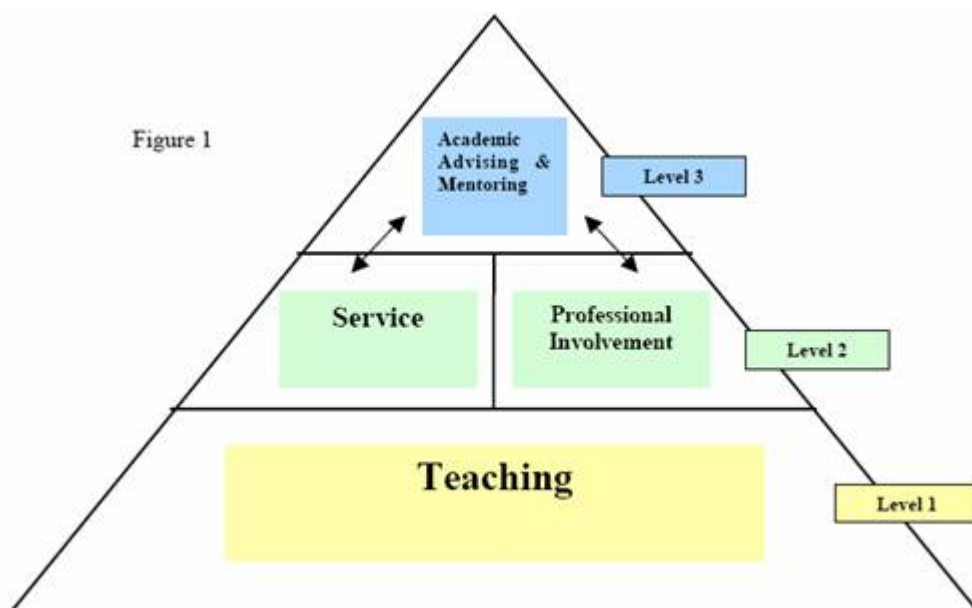 Figure 1
Academic
Advising &
Mentoring
Level 3
Service
Professional
Involvement
Level 2
Teaching
Level 1